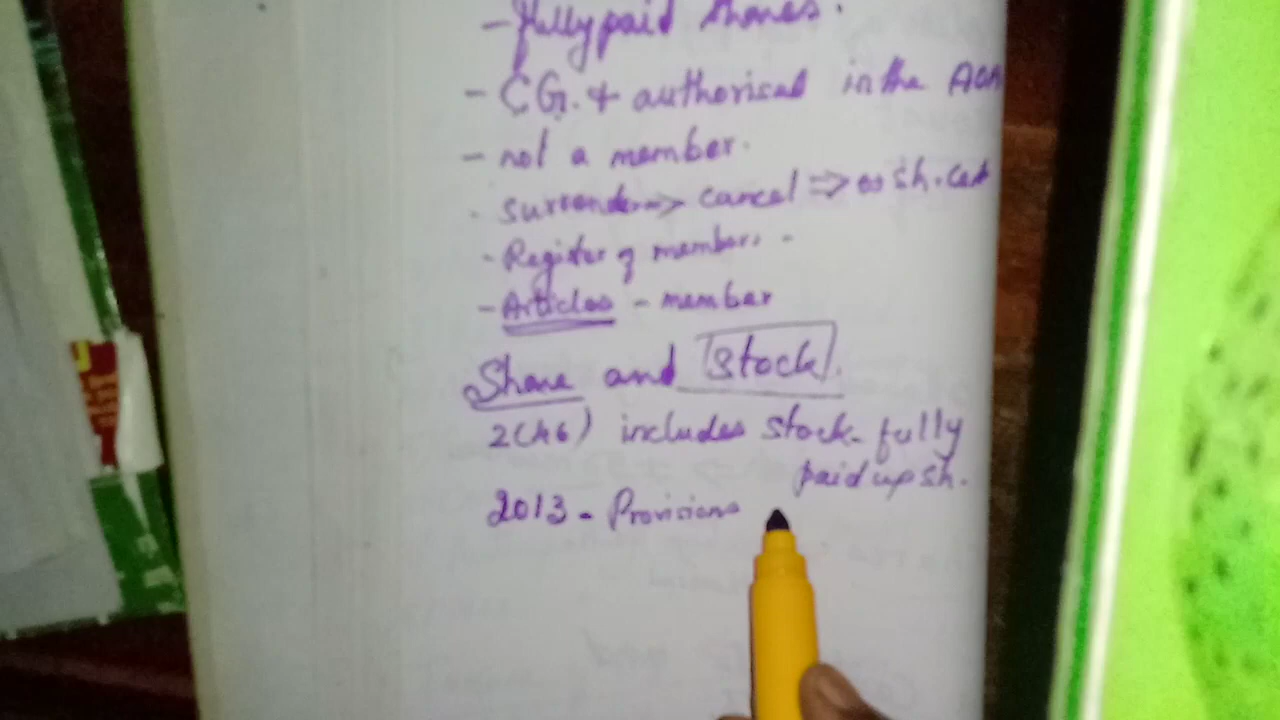 - fully paid shares.
- CG. + authorised in the AOA
- not a member.
- surrender => cancel => sh. cert
- Register of members -
- Articles - member
Share and stock.
2(46) includes stock - fully
paid up sh.
2013 - Provisions